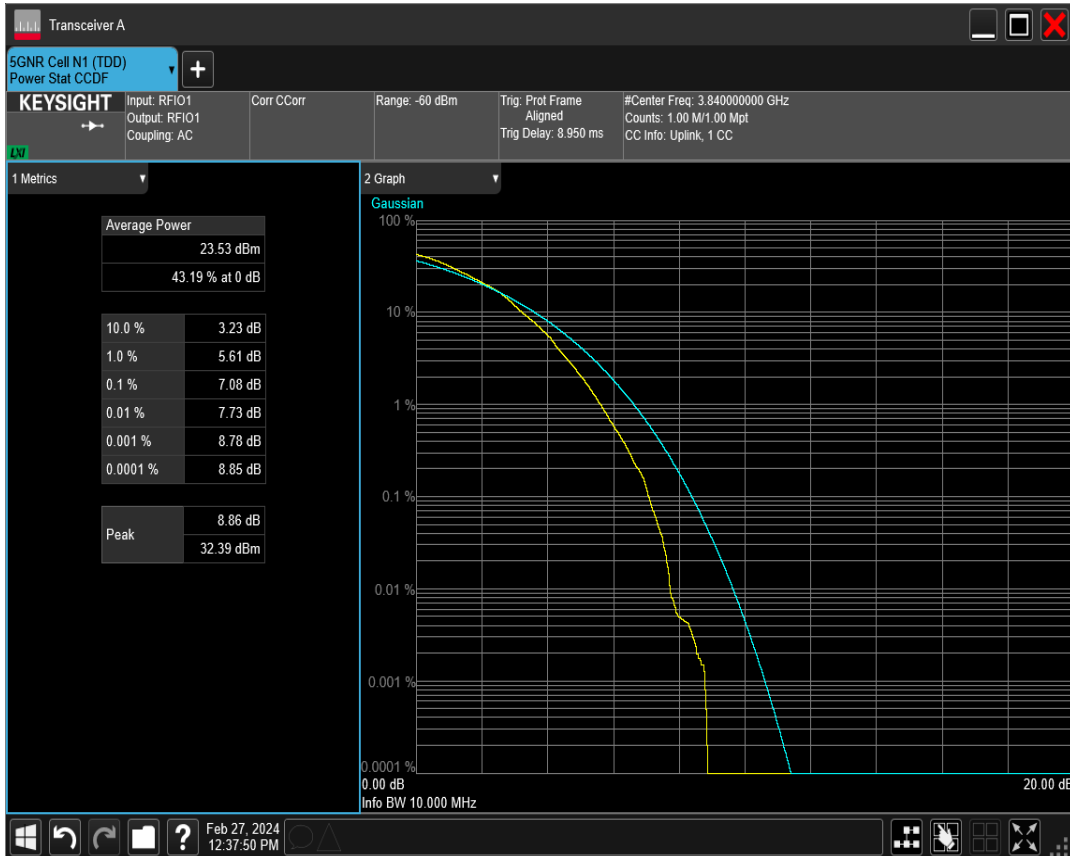 Transceiver A
5GNR Cell N1 (TDD)
Power Stat CCDF
+
KEYSIGHT
LXI
Input: RFIO1
Output: RFIO1
Coupling: AC
Corr CCorr
Range: -60 dBm
Trig: Prot Frame
Aligned
Trig Delay: 8.950 ms
#Center Freq: 3.840000000 GHz
Counts: 1.00 M/1.00 Mpt
CC Info: Uplink, 1 CC
1 Metrics
Average Power
23.53 dBm
43.19 % at 0 dB
10.0 % 3.23 dB
1.0 % 5.61 dB
0.1 % 7.08 dB
0.01 % 7.73 dB
0.001 % 8.78 dB
0.0001 % 8.85 dB
Peak
8.86 dB
32.39 dBm
2 Graph
Gaussian
100 %
10 %
1 %
0.1 %
0.01 %
0.001 %
0.0001 %
0.00 dB 20.00 dB
Info BW 10.000 MHz
?
Feb 27, 2024
12:37:50 PM